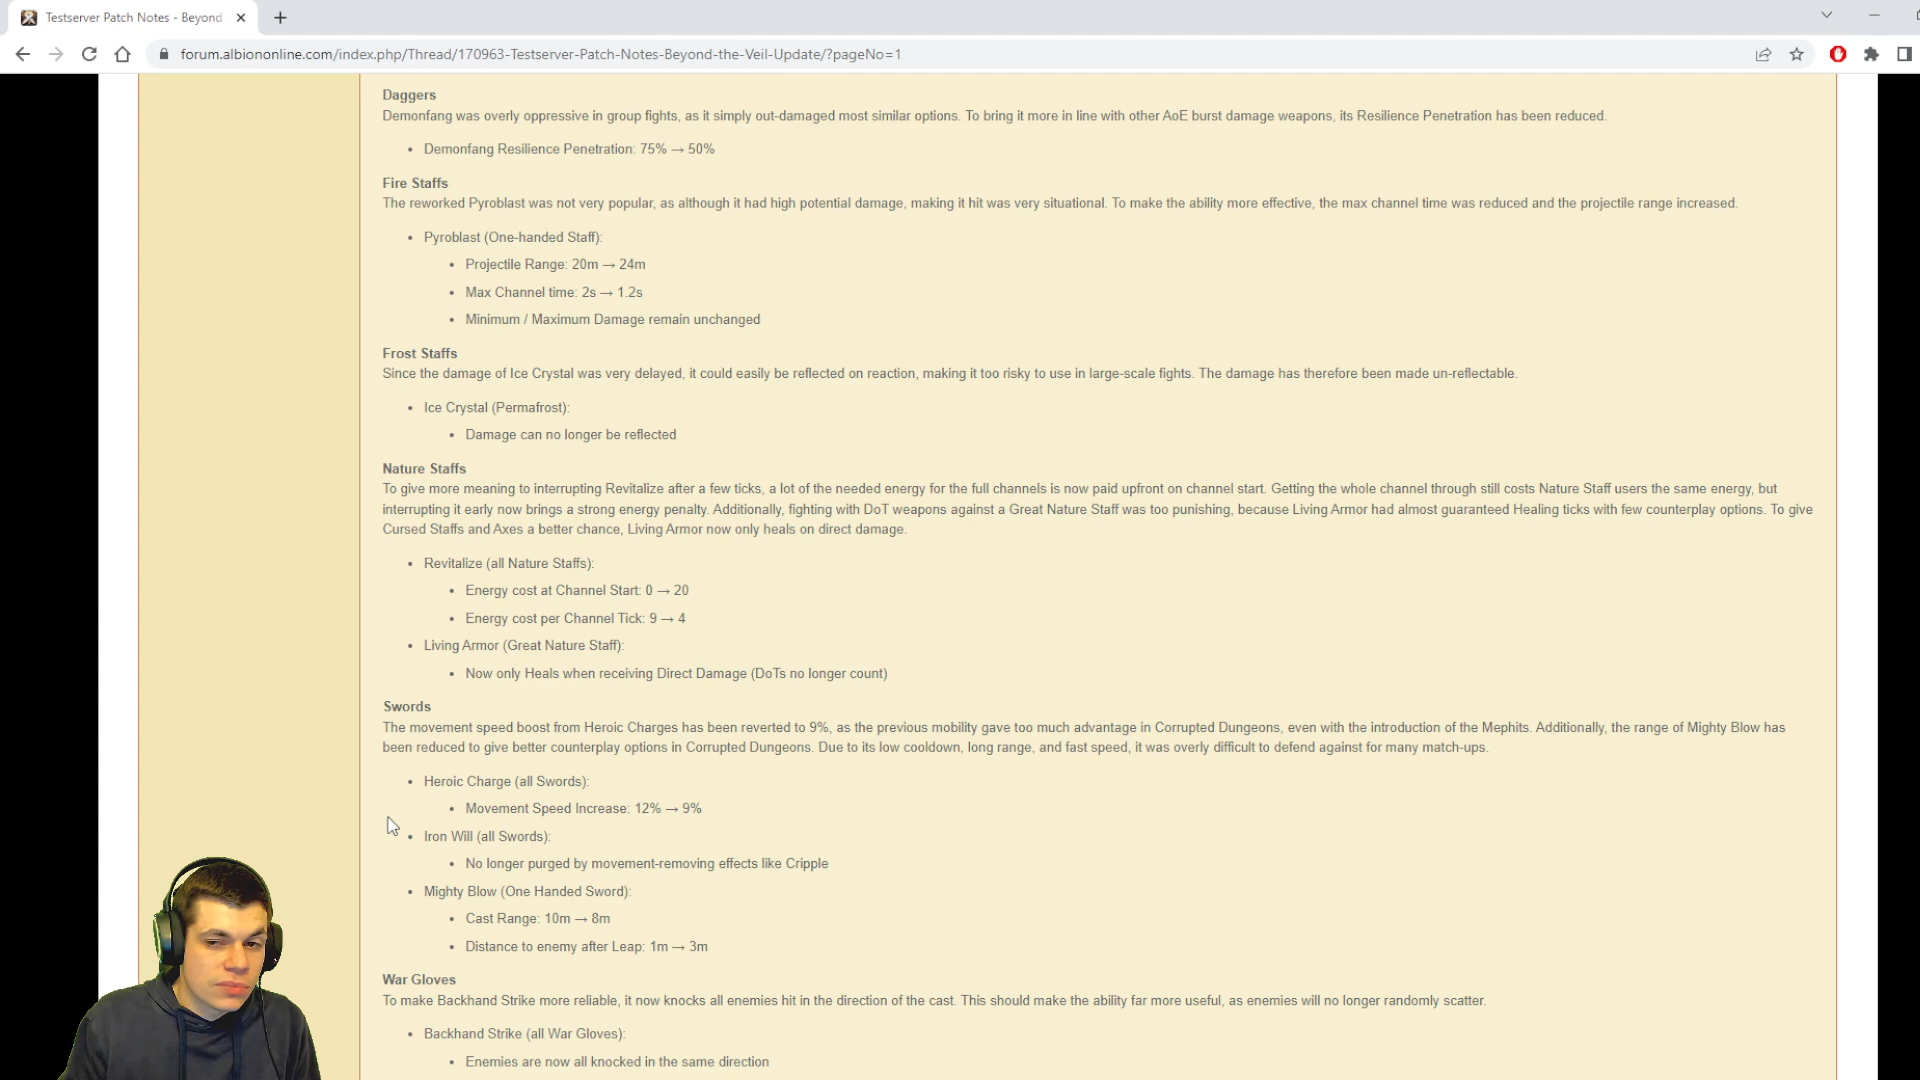 Testserver Patch Notes - Beyond
forum.albiononline.com/index.php/Thread/170963-Testserver-Patch-Notes-Beyond-the-Veil-Update/?pageNo=1
Daggers
Demonfang was overly oppressive in group fights, as it simply out-damaged most similar options. To bring it more in line with other AoE burst damage weapons, its Resilience Penetration has been reduced.
• Demonfang Resilience Penetration: 75% → 50%
Fire Staffs
The reworked Pyroblast was not very popular, as although it had high potential damage, making it hit was very situational. To make the ability more effective, the max channel time was reduced and the projectile range increased.
• Pyroblast (One-handed Staff):
• Projectile Range: 20m → 24m
• Max Channel time: 2s → 1.2s
• Minimum / Maximum Damage remain unchanged
Frost Staffs
Since the damage of Ice Crystal was very delayed, it could easily be reflected on reaction, making it too risky to use in large-scale fights. The damage has therefore been made un-reflectable.
• Ice Crystal (Permafrost):
• Damage can no longer be reflected
Nature Staffs
To give more meaning to interrupting Revitalize after a few ticks, a lot of the needed energy for the full channels is now paid upfront on channel start. Getting the whole channel through still costs Nature Staff users the same energy, but
interrupting it early now brings a strong energy penalty. Additionally, fighting with DoT weapons against a Great Nature Staff was too punishing, because Living Armor had almost guaranteed Healing ticks with few counterplay options. To give
Cursed Staffs and Axes a better chance, Living Armor now only heals on direct damage.
• Revitalize (all Nature Staffs):
• Energy cost at Channel Start: 0 → 20
• Energy cost per Channel Tick: 9 → 4
• Living Armor (Great Nature Staff):
• Now only Heals when receiving Direct Damage (DoTs no longer count)
Swords
The movement speed boost from Heroic Charges has been reverted to 9%, as the previous mobility gave too much advantage in Corrupted Dungeons, even with the introduction of the Mephits. Additionally, the range of Mighty Blow has
been reduced to give better counterplay options in Corrupted Dungeons. Due to its low cooldown, long range, and fast speed, it was overly difficult to defend against for many match-ups.
• Heroic Charge (all Swords):
• Movement Speed Increase: 12% → 9%
• Iron Will (all Swords):
• No longer purged by movement-removing effects like Cripple
• Mighty Blow (One Handed Sword):
• Cast Range: 10m → 8m
• Distance to enemy after Leap: 1m → 3m
War Gloves
To make Backhand Strike more reliable, it now knocks all enemies hit in the direction of the cast. This should make the ability far more useful, as enemies will no longer randomly scatter.
• Backhand Strike (all War Gloves):
• Enemies are now all knocked in the same direction